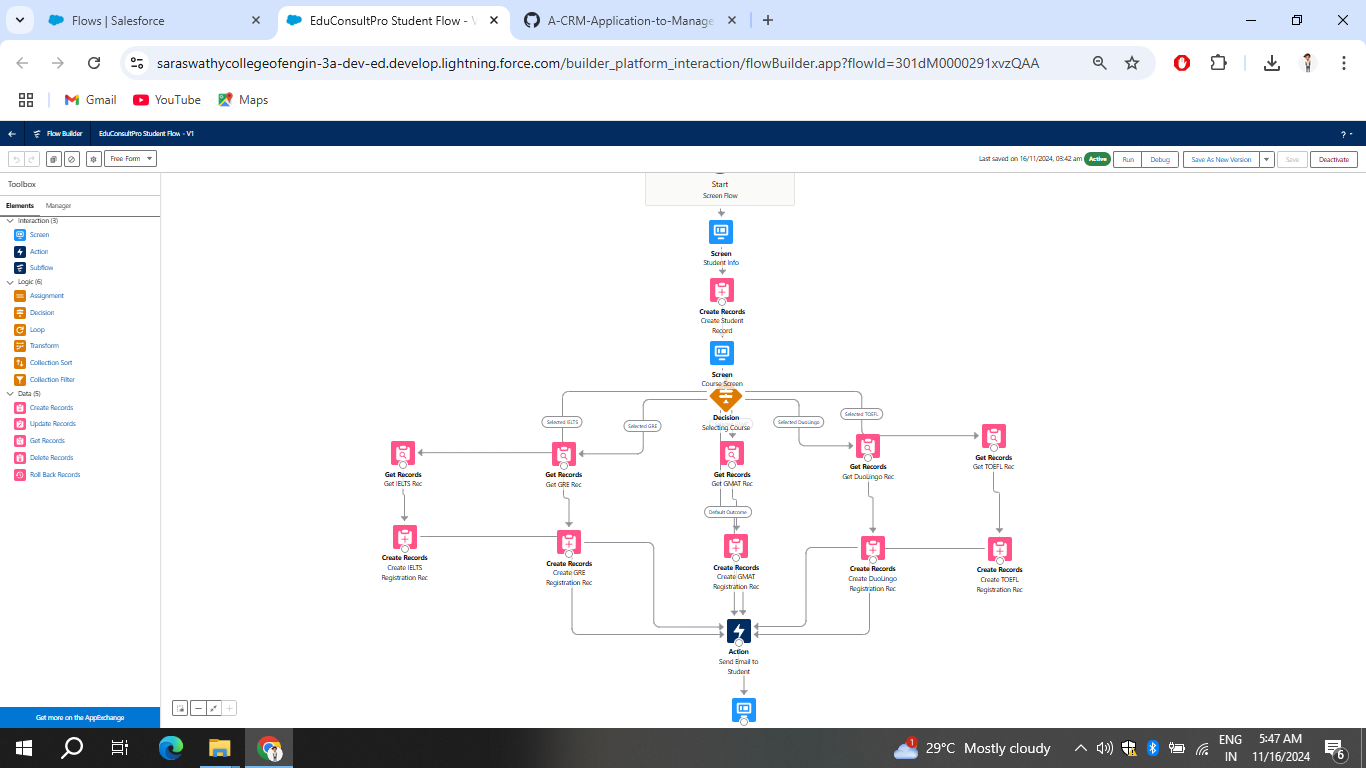 Flows | Salesforce
EduConsultPro Student Flow - V
A-CRM-Application-to-Manage
saraswathycollegeofengin-3a-dev-ed.develop.lightning.force.com/builder_platform_interaction/flowBuilder.app?flowId=301dM0000291xvzQAA
Gmail
YouTube
Maps
Flow Builder
EduConsultPro Student Flow - V1
?
Free-Form
Last saved on 16/11/2024, 03:42 am
Active
Run
Debug
Save As New Version
Save
Deactivate
Toolbox
Elements
Manager
Interaction (3)
Screen
Action
Subflow
Logic (6)
Assignment
Decision
Loop
Transform
Collection Sort
Collection Filter
Data (5)
Create Records
Update Records
Get Records
Delete Records
Roll Back Records
Get more on the AppExchange
Start
Screen Flow
Screen
Student Info
Create Records
Create Student
Record
Screen
Course Screen
Decision
Selecting Course
Selected IELTS
Selected GRE
Selected DuoLingo
Selected TOEFL
Get Records
Get IELTS Rec
Get Records
Get GRE Rec
Get Records
Get GMAT Rec
Get Records
Get DuoLingo Rec
Get Records
Get TOEFL Rec
Default Outcome
Create Records
Create IELTS
Registration Rec
Create Records
Create GRE
Registration Rec
Create Records
Create GMAT
Registration Rec
Create Records
Create DuoLingo
Registration Rec
Create Records
Create TOEFL
Registration Rec
Action
Send Email to
Student
1
29°C Mostly cloudy
ENG
IN
5:47 AM
11/16/2024
6